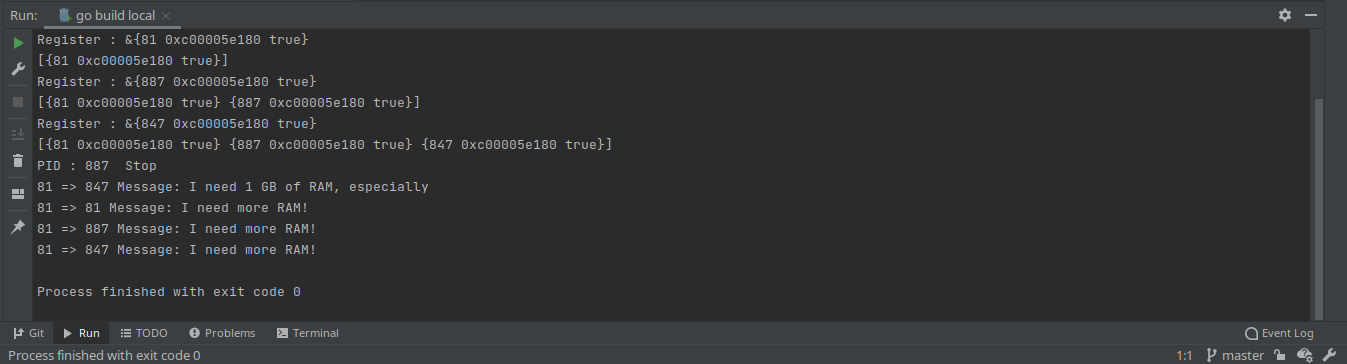 Run: go build local
Register : &{81 0xc00005e180 true}
[{81 0xc00005e180 true}]
Register : &{887 0xc00005e180 true}
[{81 0xc00005e180 true} {887 0xc00005e180 true}]
Register : &{847 0xc00005e180 true}
[{81 0xc00005e180 true} {887 0xc00005e180 true} {847 0xc00005e180 true}]
PID : 887  Stop
81 => 847 Message: I need 1 GB of RAM, especially
81 => 81 Message: I need more RAM!
81 => 887 Message: I need more RAM!
81 => 847 Message: I need more RAM!
Process finished with exit code 0
Git Run TODO Problems Terminal Event Log
Process finished with exit code 0 1:1 master